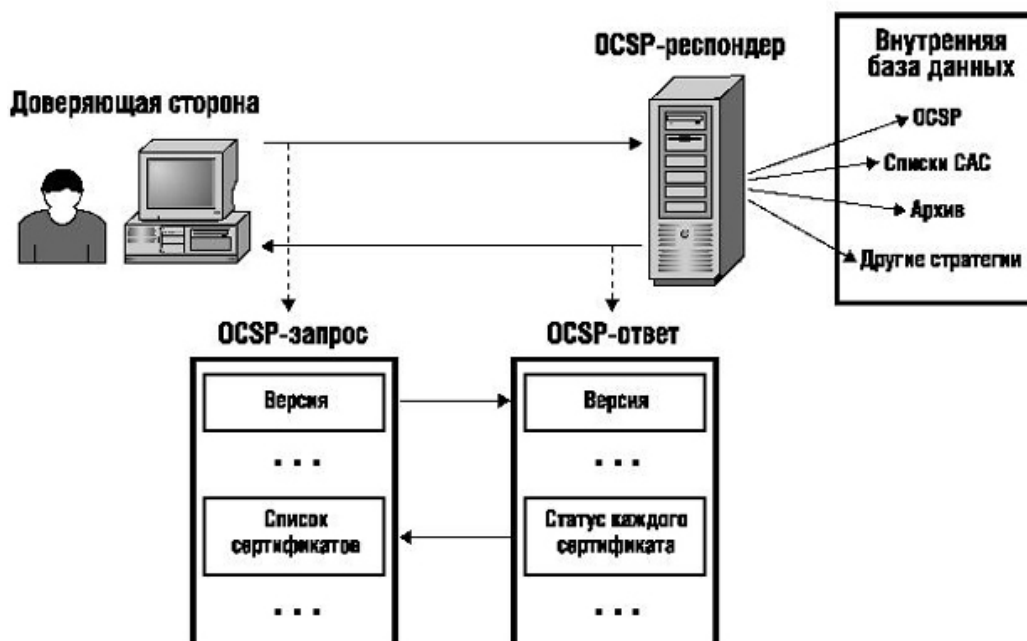 OCSP-респондер
Внутренняя
база данных
OCSP
Списки САС
Архив
Другие стратегии
Доверяющая сторона
OCSP-запрос
Версия
. . .
Список
сертификатов
. . .
OCSP-ответ
Версия
. . .
Статус каждого
сертификата
. . .